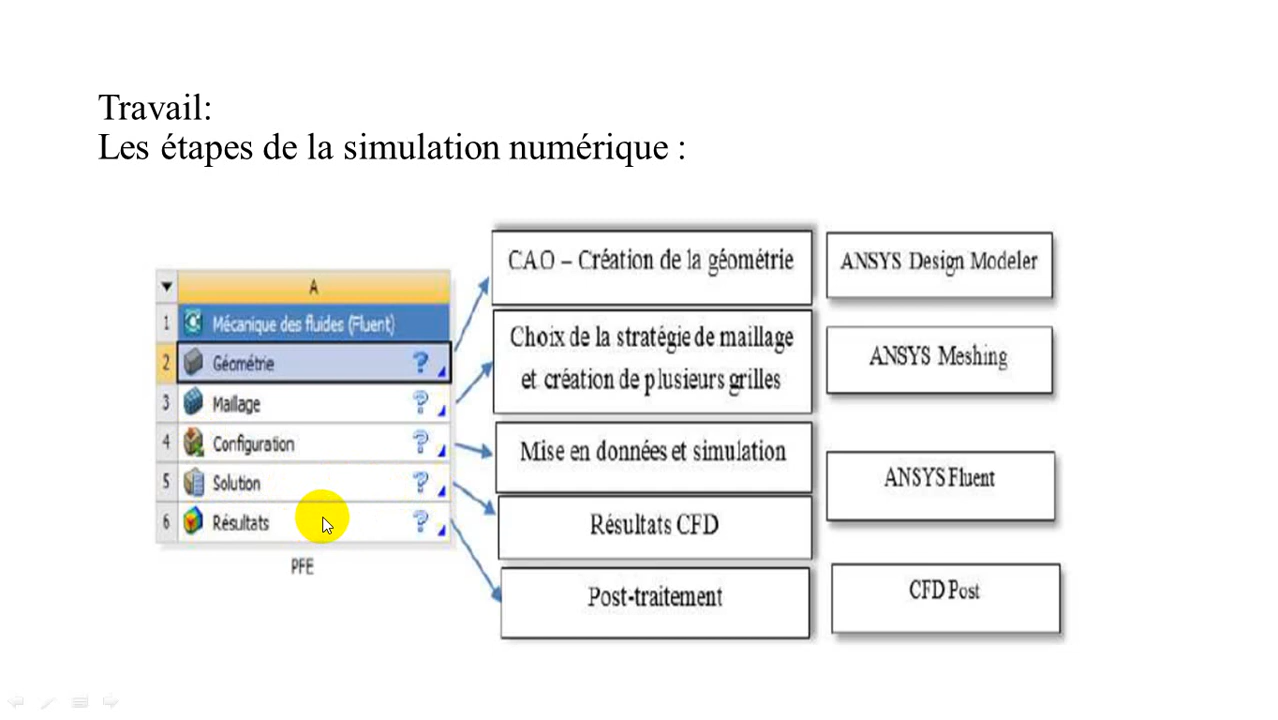 Travail:
Les étapes de la simulation numérique :
A
1 Mécanique des fluides (Fluent)
2 Géométrie ?
3 Maillage ?
4 Configuration ?
5 Solution ?
6 Résultats ?
PFE
CAO – Création de la géométrie
Choix de la stratégie de maillage
et création de plusieurs grilles
Mise en données et simulation
Résultats CFD
Post-traitement
ANSYS Design Modeler
ANSYS Meshing
ANSYS Fluent
CFD Post